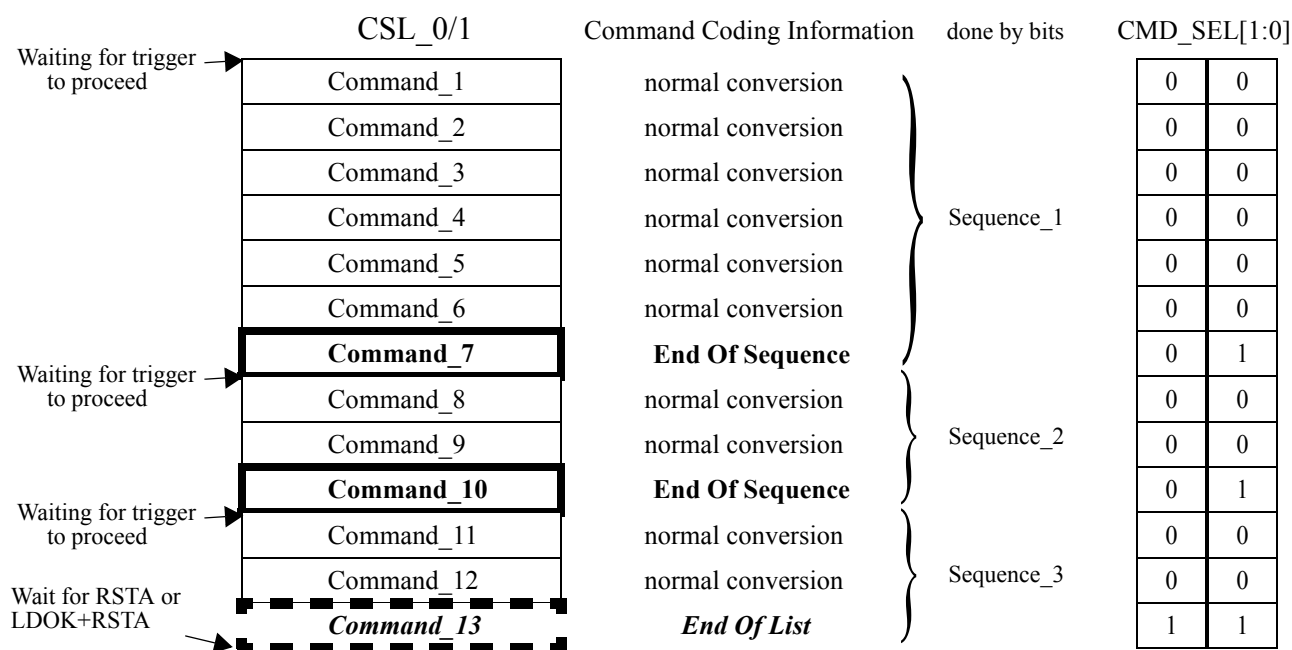 CSL_0/1 Command Coding Information done by bits CMD_SEL[1:0]
Waiting for trigger
to proceed
Command_1 normal conversion 0 0
Command_2 normal conversion 0 0
Command_3 normal conversion 0 0
Command_4 normal conversion Sequence_1 0 0
Command_5 normal conversion 0 0
Command_6 normal conversion 0 0
Command_7 End Of Sequence 0 1
Waiting for trigger
to proceed
Command_8 normal conversion 0 0
Command_9 normal conversion Sequence_2 0 0
Command_10 End Of Sequence 0 1
Waiting for trigger
to proceed
Command_11 normal conversion 0 0
Command_12 normal conversion Sequence_3 0 0
Wait for RSTA or
LDOK+RSTA
Command_13 End Of List 1 1